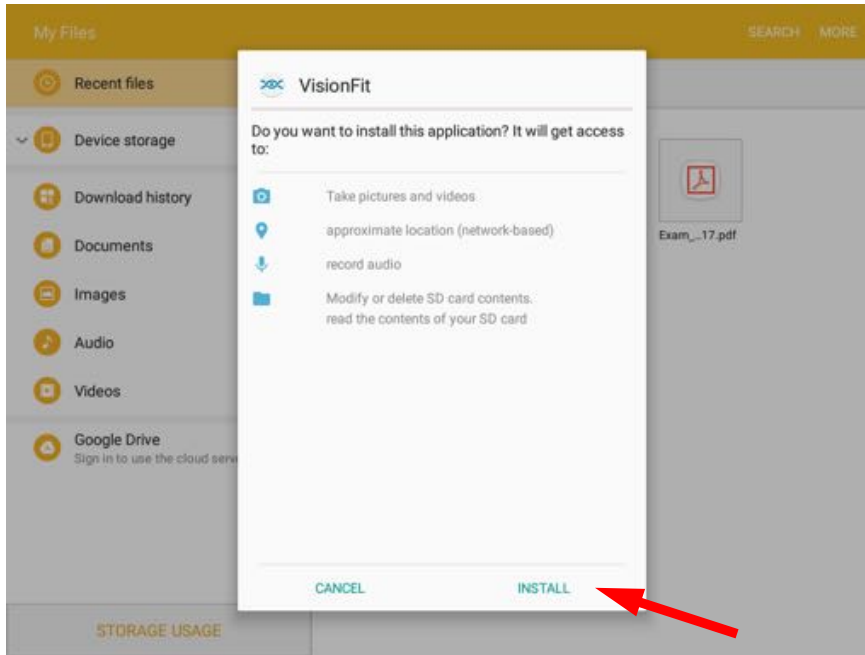 My Files
SEARCH MORE
Recent files
Device storage
Download history
Documents
Images
Audio
Videos
Google Drive
Sign in to use the cloud
STORAGE USAGE
VisionFit
Do you want to install this application? It will get access
to:
Take pictures and videos
approximate location (network-based)
record audio
Modify or delete SD card contents.
read the contents of your SD card
CANCEL INSTALL
Exam_...17.pdf